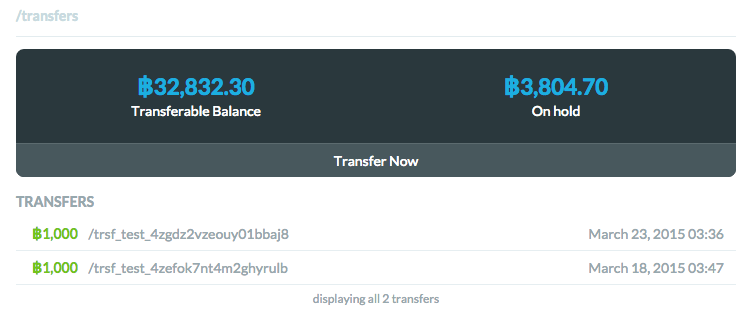 /transfers
฿32,832.30
฿3,804.70
Transferable Balance
On hold
Transfer Now
TRANSFERS
฿1,000 /trsf_test_4zgdz2vzeouy01bbaj8 March 23, 2015 03:36
฿1,000 /trsf_test_4zefok7nt4m2ghyrulb March 18, 2015 03:47
displaying all 2 transfers